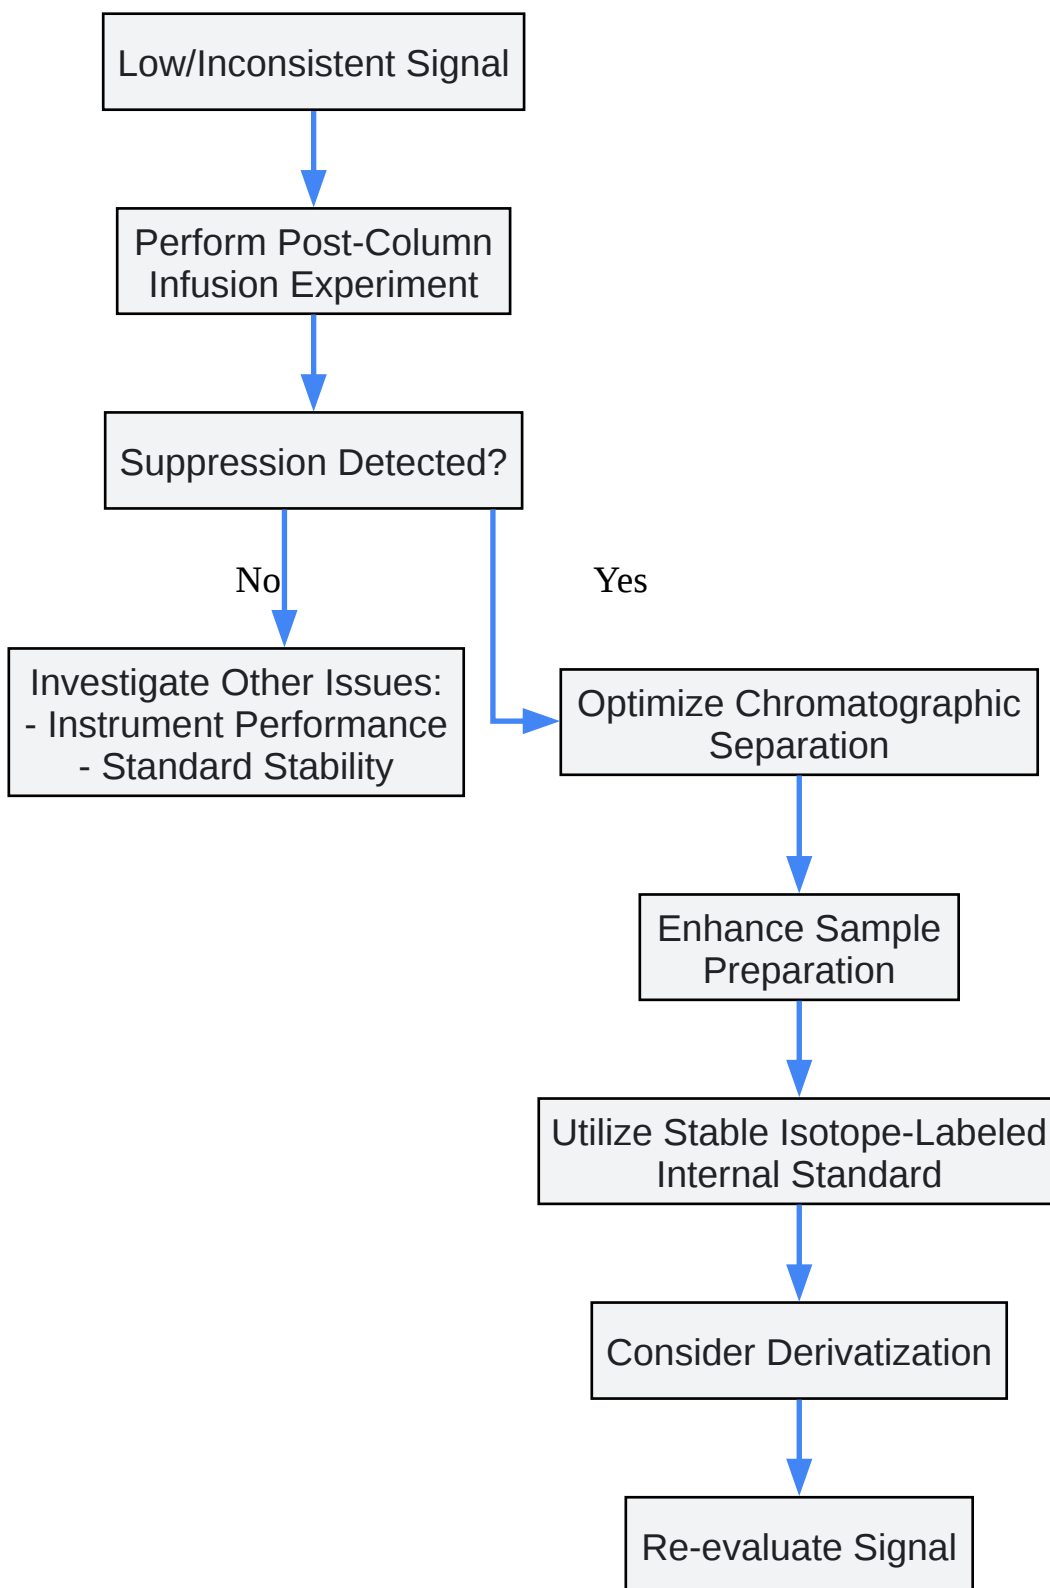 Low/Inconsistent Signal
Perform Post-Column
Infusion Experiment
Suppression Detected?
No
Yes
Investigate Other Issues:
- Instrument Performance
- Standard Stability
Optimize Chromatographic
Separation
Enhance Sample
Preparation
Utilize Stable Isotope-Labeled
Internal Standard
Consider Derivatization
Re-evaluate Signal